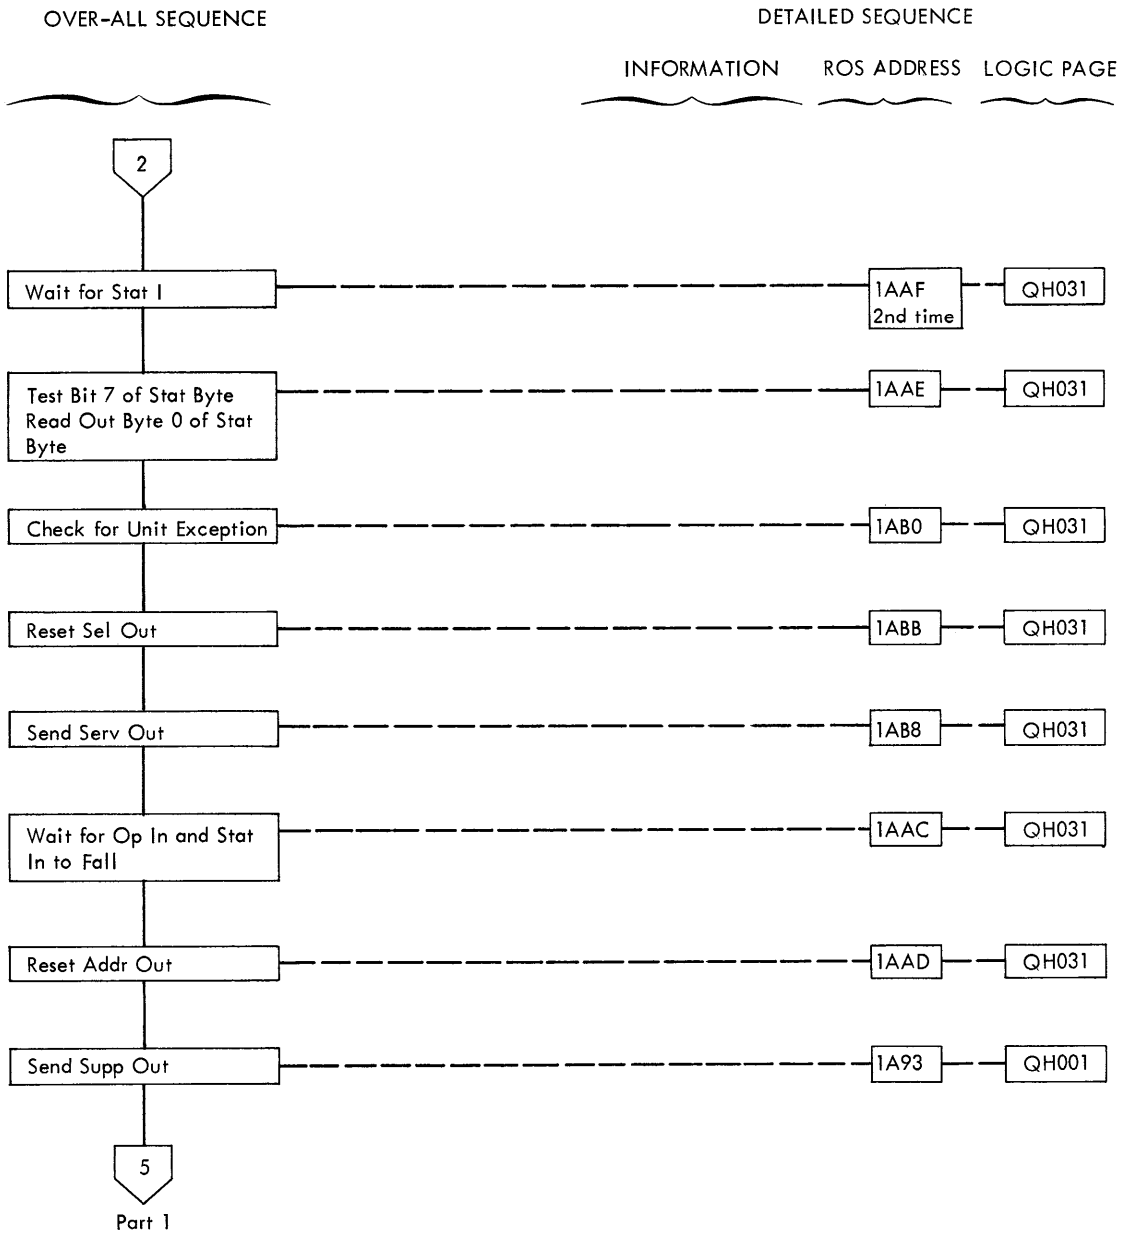 OVER-ALL SEQUENCE
DETAILED SEQUENCE
INFORMATION ROS ADDRESS LOGIC PAGE
2
Wait for Stat I 1AAF QH031
2nd time
Test Bit 7 of Stat Byte 1AAE QH031
Read Out Byte 0 of Stat
Byte
Check for Unit Exception 1AB0 QH031
Reset Sel Out 1ABB QH031
Send Serv Out 1AB8 QH031
Wait for Op In and Stat 1AAC QH031
In to Fall
Reset Addr Out 1AAD QH031
Send Supp Out 1A93 QH001
5
Part 1